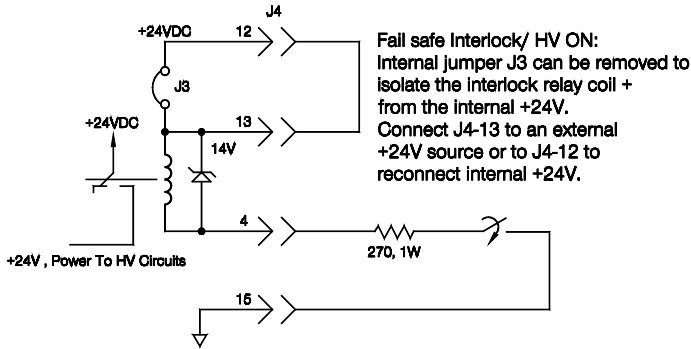 J4
+24VDC
12
Fail safe Interlock/ HV ON:
Internal jumper J3 can be removed to
isolate the interlock relay coil +
from the internal +24V.
Connect J4-13 to an external
+24V source or to J4-12 to
reconnect internal +24V.
J3
+24VDC
13
14V
4
270, 1W
+24V , Power To HV Circuits
15